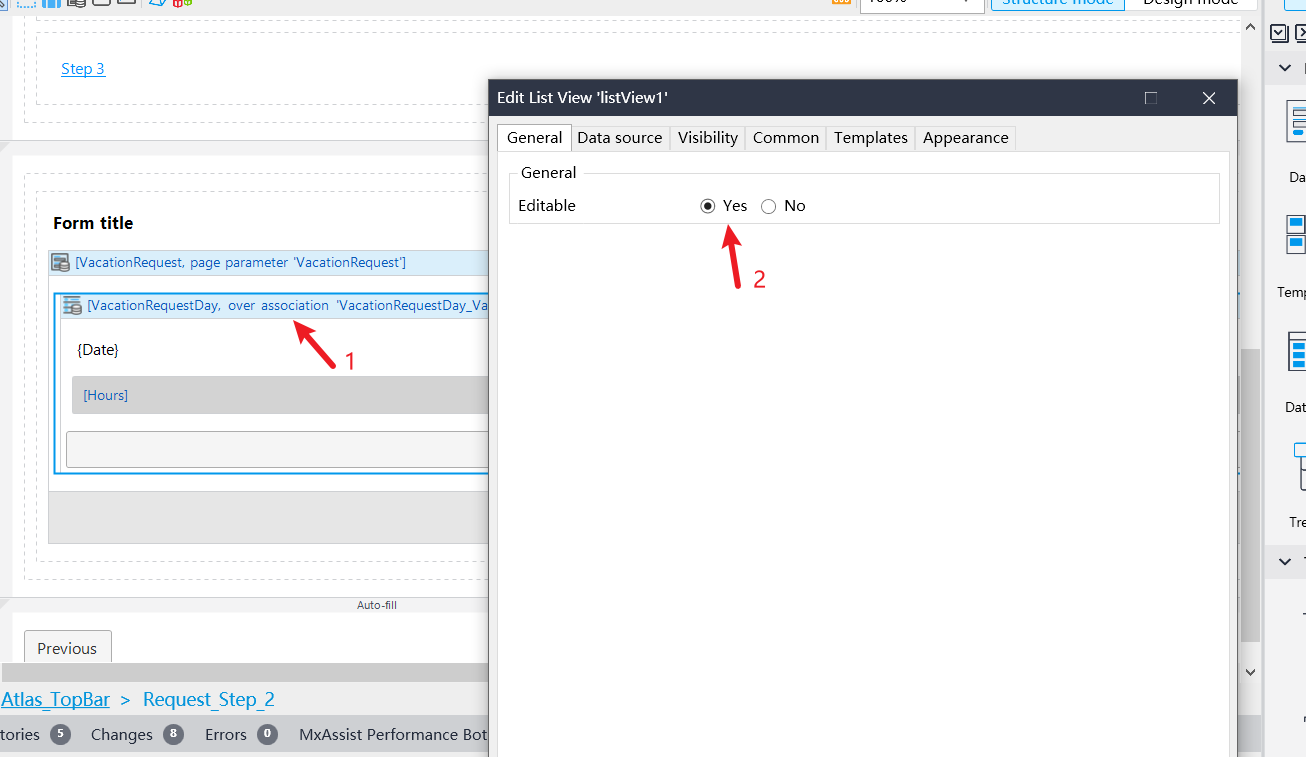 100%
Structure mode
Design mode
Step 3
Edit List View 'listView1'
General
Data source
Visibility
Common
Templates
Appearance
General
Editable
Yes
No
2
Form title
[VacationRequest, page parameter 'VacationRequest']
[VacationRequestDay, over association 'VacationRequestDay_Va
1
{Date}
[Hours]
Auto-fill
Previous
Atlas_TopBar > Request_Step_2
tories 5
Changes 8
Errors 0
MxAssist Performance Bot
Da
Temp
Dat
Tre